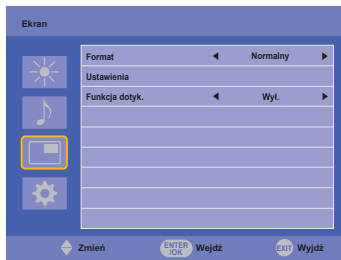 Ekran
Format Normalny
Ustawienia
Funkcja dotyk. Wył.
Zmień ENTER /OK Wejdź EXIT Wyjdź